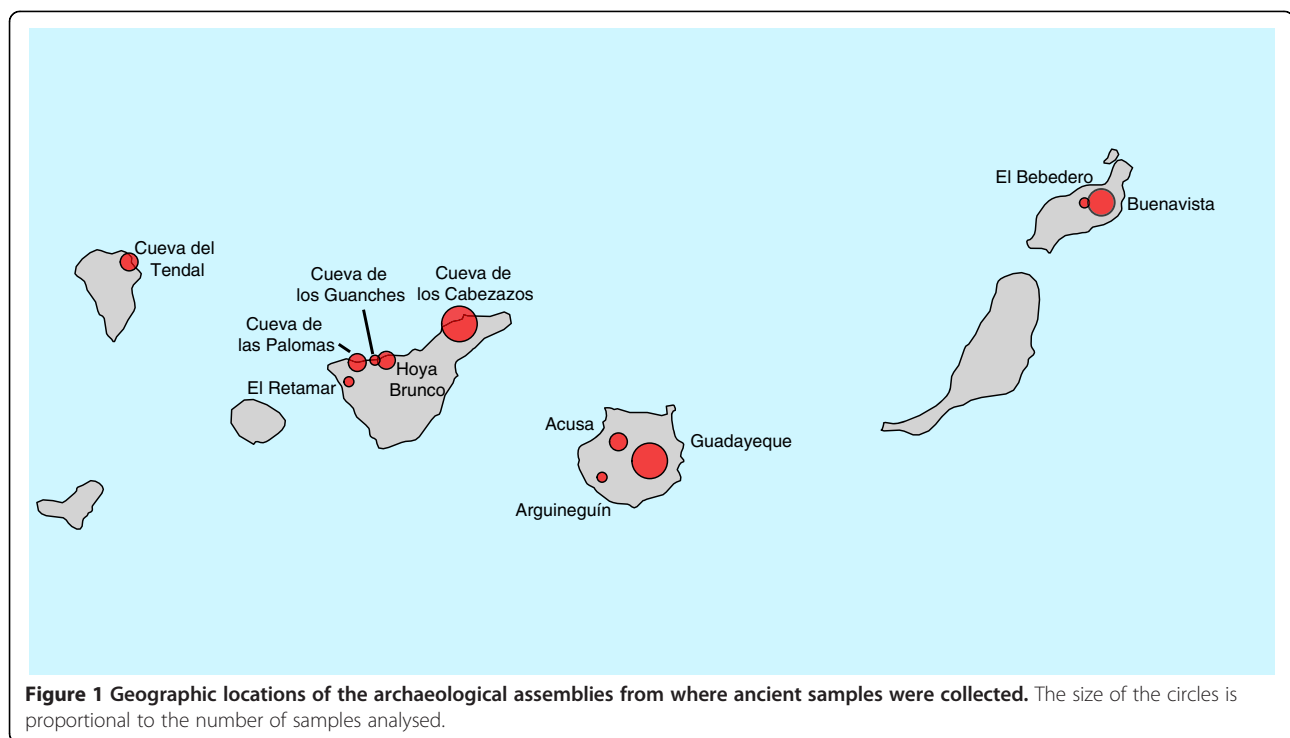 El Bebedero
Buenavista
Cueva del
Tendal
Cueva de
los Guanches
Cueva de
los Cabezazos
Cueva de
las Palomas
El Retamar
Hoya
Brunco
Acusa
Guadayeque
Arguineguín
Figure 1 Geographic locations of the archaeological assemblies from where ancient samples were collected. The size of the circles is
proportional to the number of samples analysed.